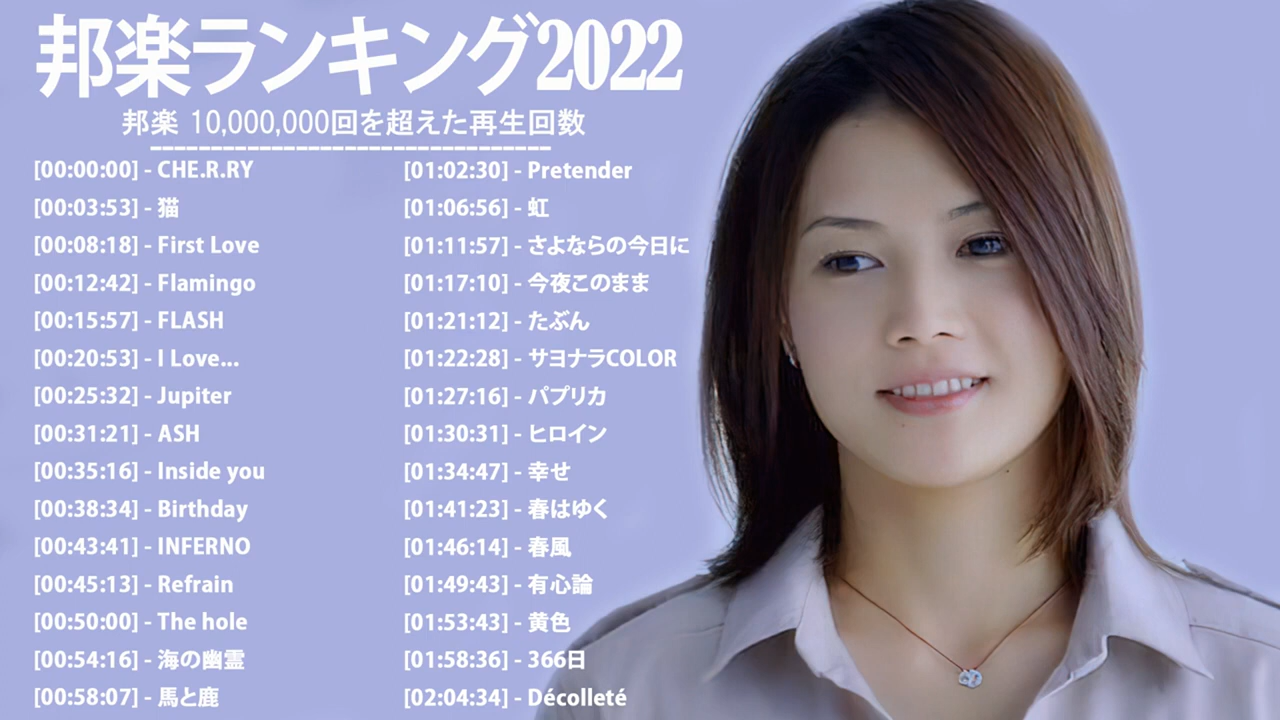 邦楽ランキング2022
邦楽 10,000,000回を超えた再生回数
[00:00:00] - CHE.R.RY
[00:03:53] - 猫
[00:08:18] - First Love
[00:12:42] - Flamingo
[00:15:57] - FLASH
[00:20:53] - I Love...
[00:25:32] - Jupiter
[00:31:21] - ASH
[00:35:16] - Inside you
[00:38:34] - Birthday
[00:43:41] - INFERNO
[00:45:13] - Refrain
[00:50:00] - The hole
[00:54:16] - 海の幽霊
[00:58:07] - 馬と鹿
[01:02:30] - Pretender
[01:06:56] - 虹
[01:11:57] - さよならの今日に
[01:17:10] - 今夜このまま
[01:21:12] - たぶん
[01:22:28] - サヨナラCOLOR
[01:27:16] - パプリカ
[01:30:31] - ヒロイン
[01:34:47] - 幸せ
[01:41:23] - 春はゆく
[01:46:14] - 春風
[01:49:43] - 有心論
[01:53:43] - 黄色
[01:58:36] - 366日
[02:04:34] - Décolleté